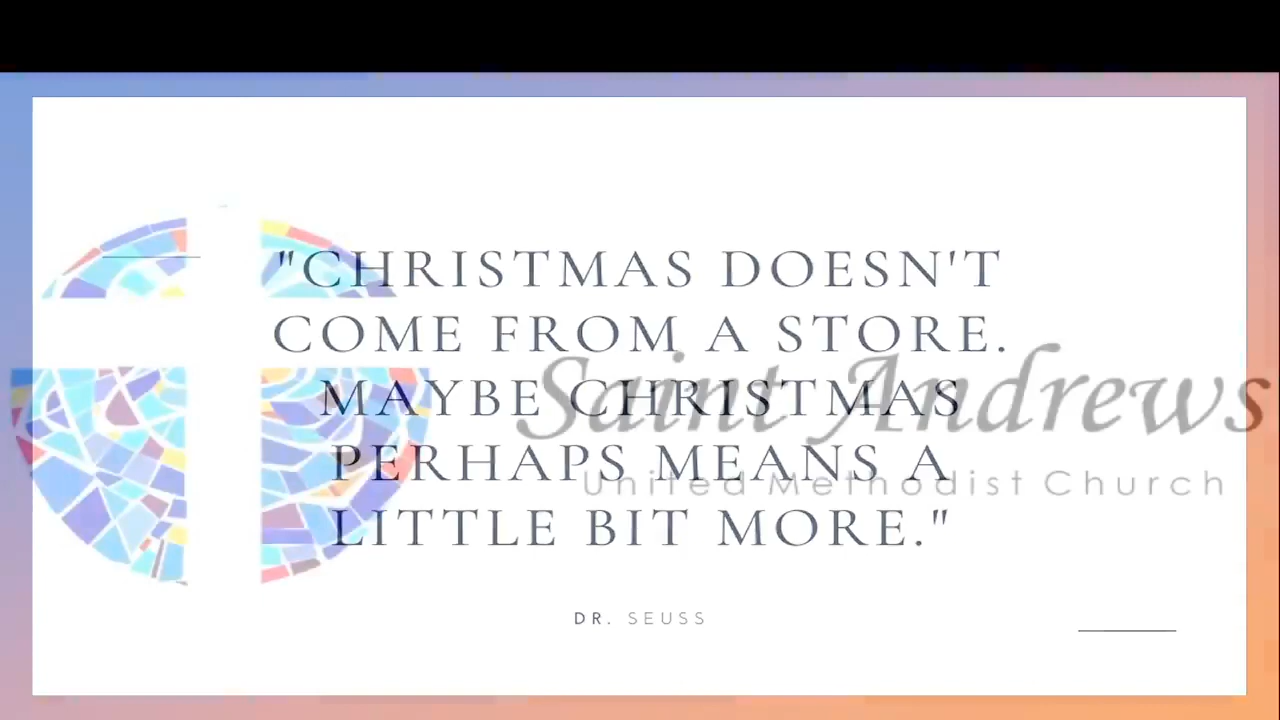 "CHRISTMAS DOESN'T
COME FROM A STORE.
MAYBE CHRISTMAS
PERHAPS MEANS A
LITTLE BIT MORE."
DR. SEUSS
Saint Andrews
United Methodist Church